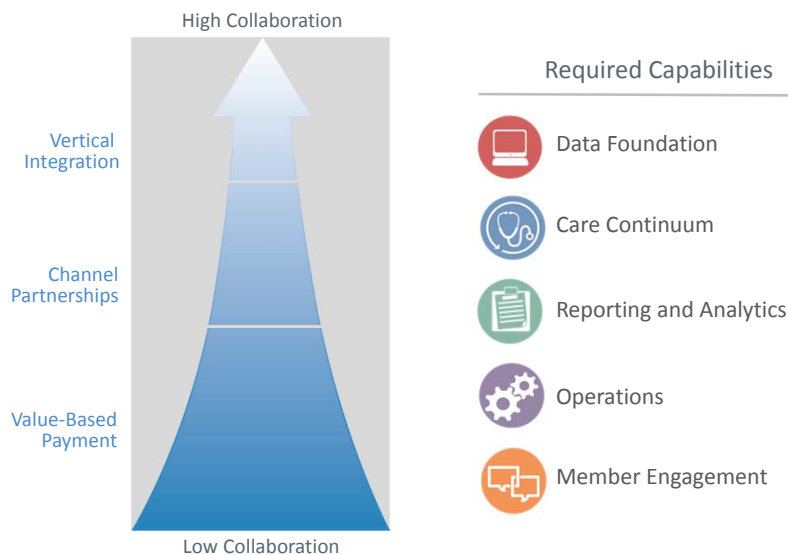 High Collaboration
Vertical
Integration
Channel
Partnerships
Value-Based
Payment
Low Collaboration
Required Capabilities
Data Foundation
Care Continuum
Reporting and Analytics
Operations
Member Engagement